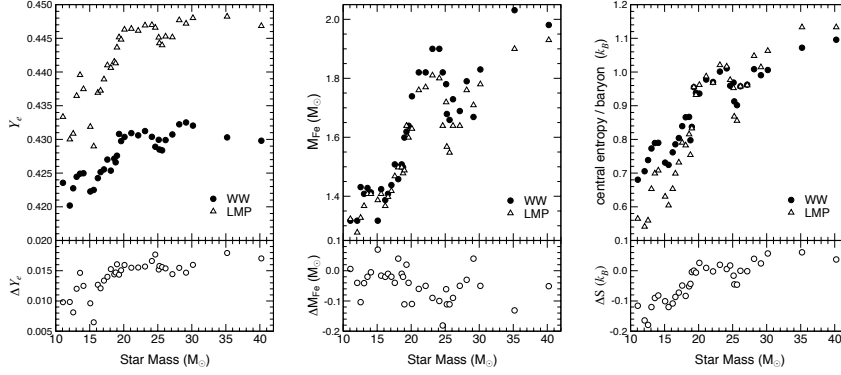 0.450
0.445
0.440
0.435
0.430
0.425
0.420
0.020
0.015
0.010
0.005
Y_e
ΔY_e
WW
LMP
10 15 20 25 30 35 40
Star Mass (M☉)
2.0
1.8
1.6
1.4
0.1
0.0
-0.1
-0.2
M_Fe (M☉)
ΔM_Fe (M☉)
WW
LMP
10 15 20 25 30 35 40
Star Mass (M☉)
1.2
1.1
1.0
0.9
0.8
0.7
0.6
0.5
0.1
0.0
-0.1
-0.2
central entropy / baryon (k_B)
ΔS (k_B)
WW
LMP
10 15 20 25 30 35 40
Star Mass (M☉)